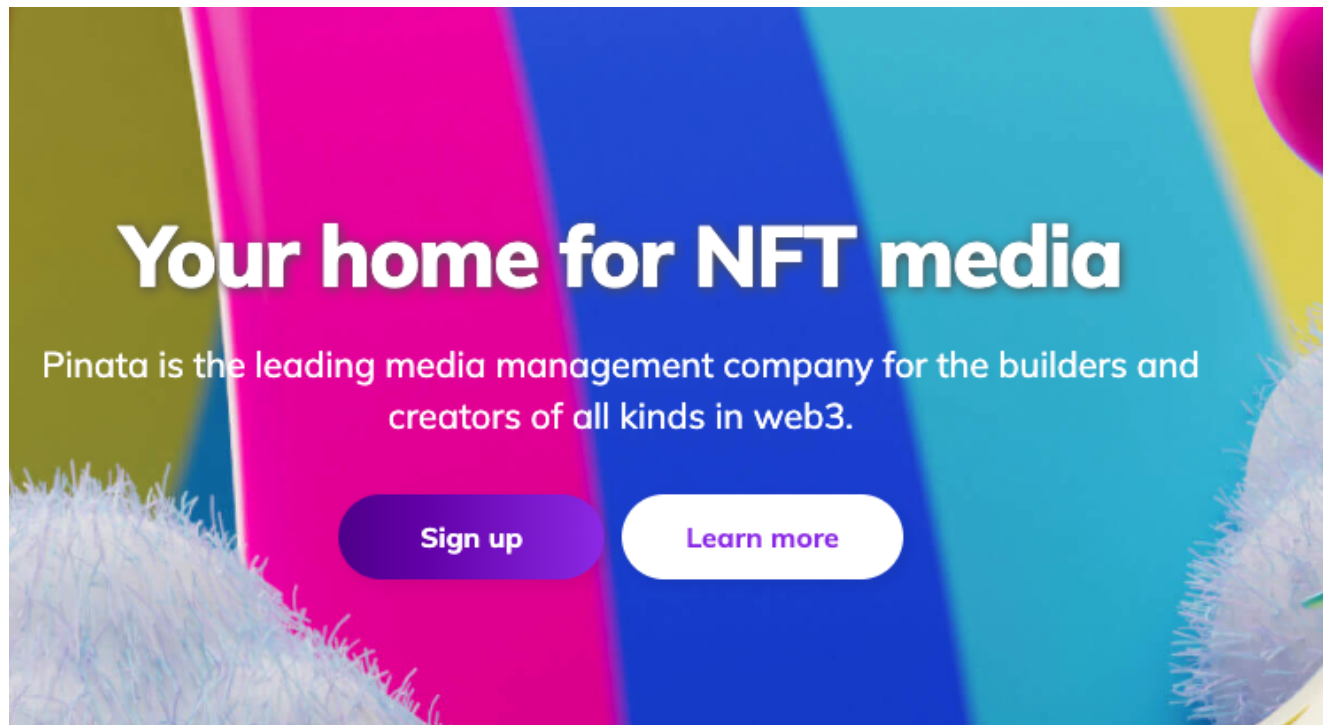 Your home for NFT media
Pinata is the leading media management company for the builders and
creators of all kinds in web3.
Sign up
Learn more